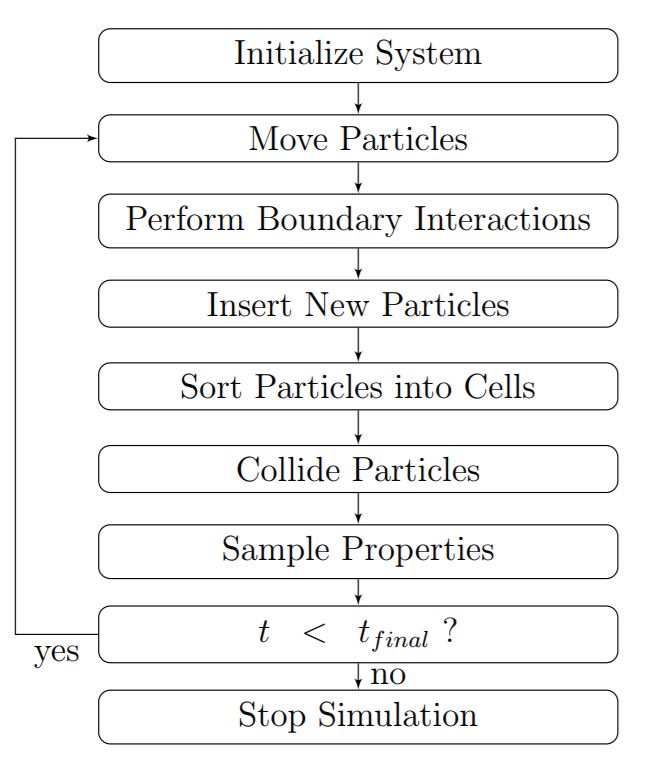 Initialize System
Move Particles
Perform Boundary Interactions
Insert New Particles
Sort Particles into Cells
Collide Particles
Sample Properties
t < t_{final} ?
yes
no
Stop Simulation